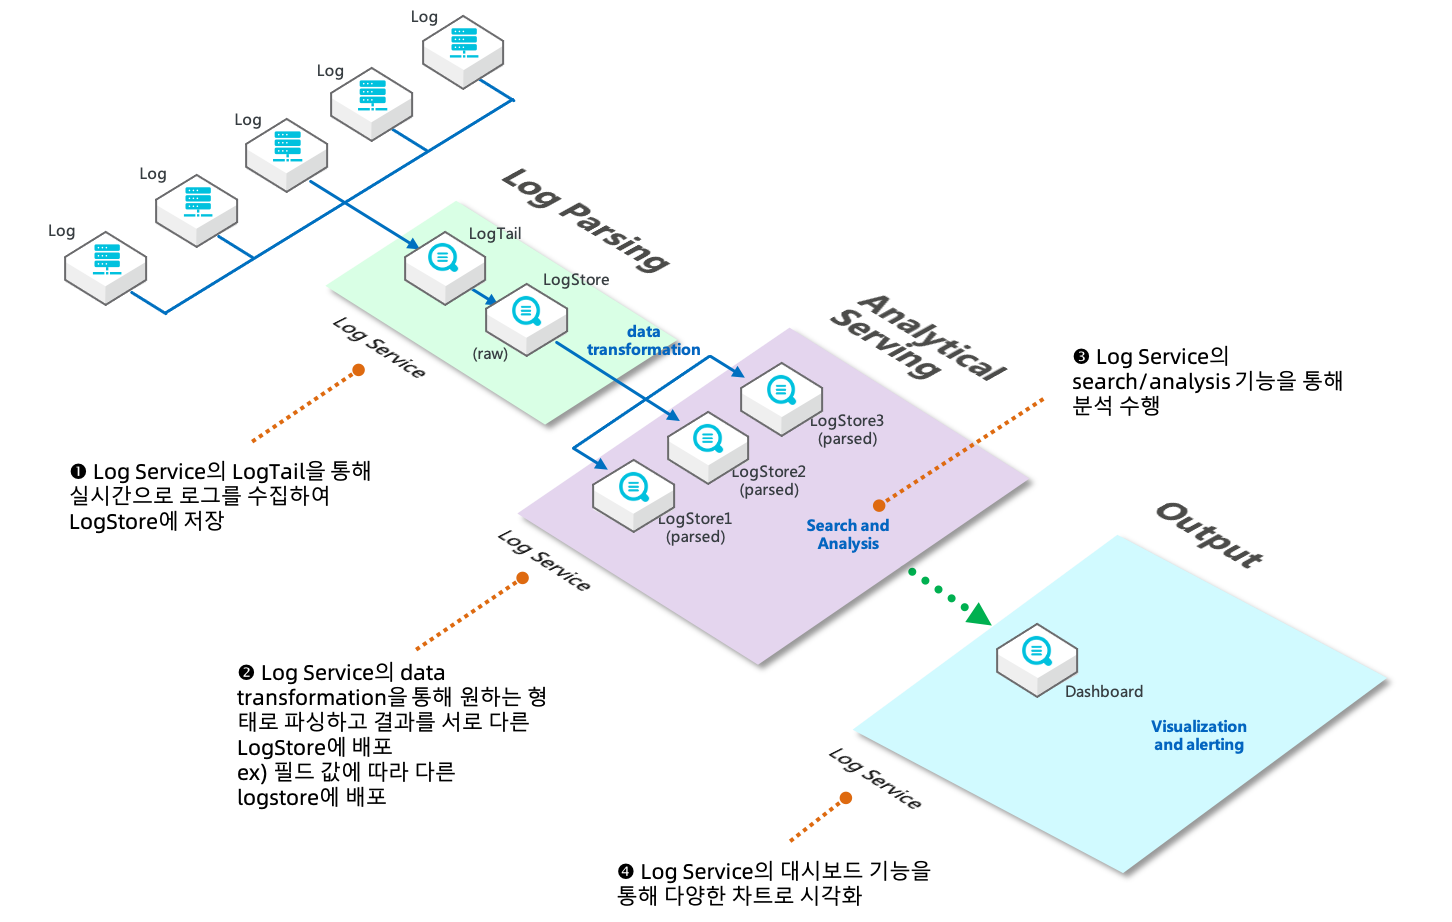 Log
Log
Log
Log
Log
Log Parsing
LogTail
LogStore
(raw)
Log Service
data
transformation
Analytical
Serving
LogStore3
(parsed)
LogStore2
(parsed)
LogStore1
(parsed)
Search and
Analysis
Log Service
❸ Log Service의
search/analysis 기능을 통해
분석 수행
❶ Log Service의 LogTail을 통해
실시간으로 로그를 수집하여
LogStore에 저장
Output
Dashboard
Visualization
and alerting
Log Service
❷ Log Service의 data
transformation을 통해 원하는 형
태로 파싱하고 결과를 서로 다른
LogStore에 배포
ex) 필드 값에 따라 다른
logstore에 배포
❹ Log Service의 대시보드 기능을
통해 다양한 차트로 시각화